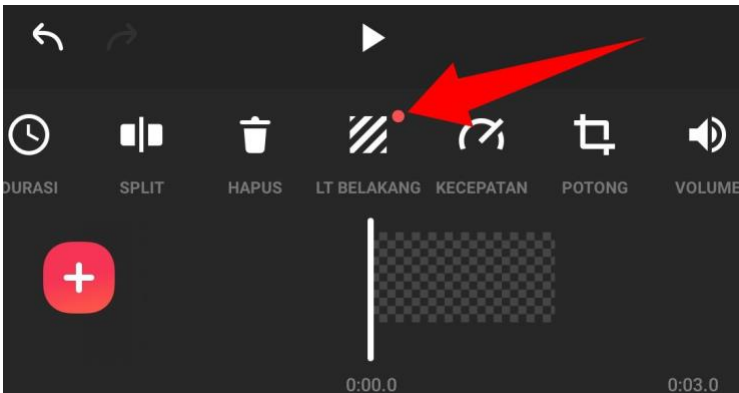 DURASI SPLIT HAPUS LT BELAKANG KECEPATAN POTONG VOLUME
0:00.0 0:03.0